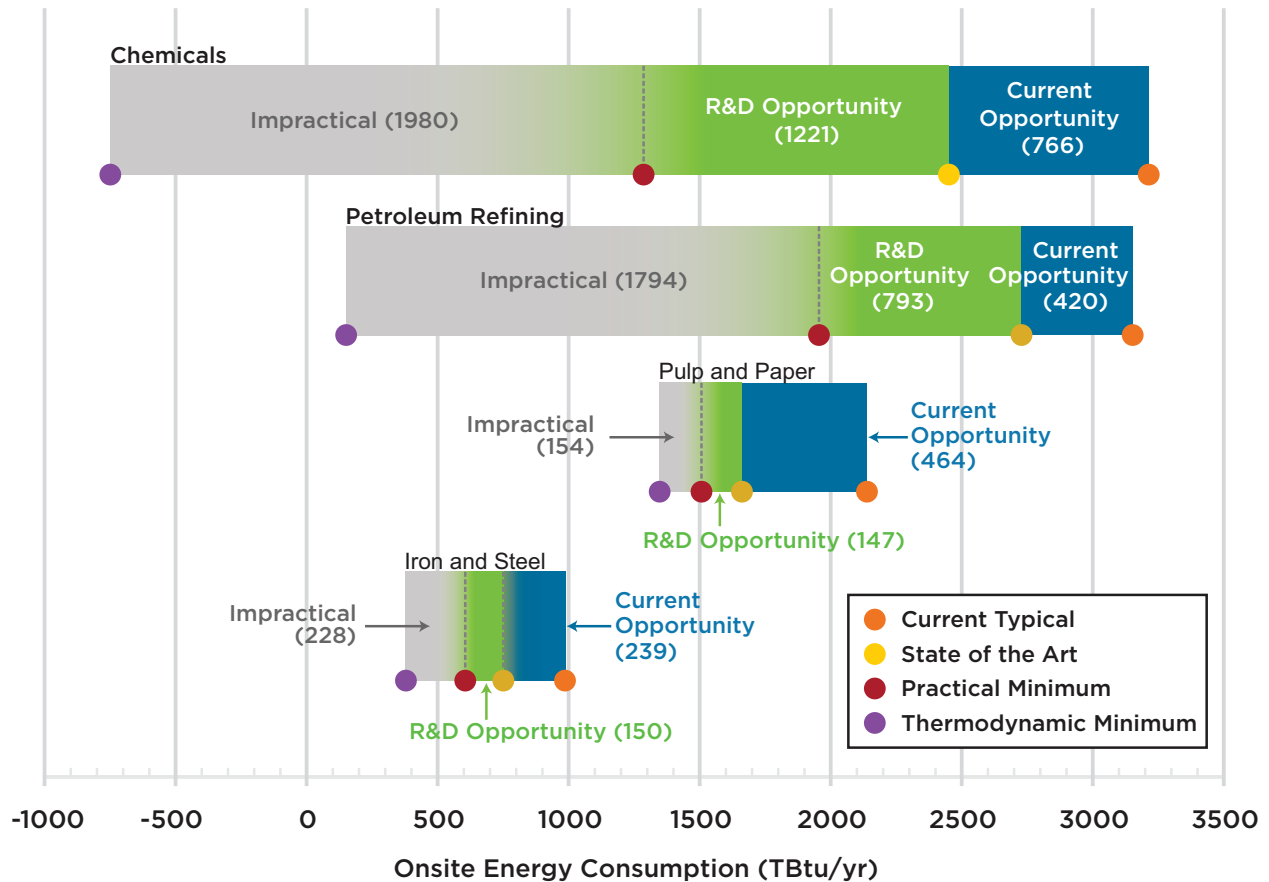 Chemicals
Impractical (1980)
R&D Opportunity
(1221)
Current
Opportunity
(766)
Petroleum Refining
Impractical (1794)
R&D
Opportunity
(793)
Current
Opportunity
(420)
Pulp and Paper
Impractical
(154)
Current
Opportunity
(464)
R&D Opportunity (147)
Iron and Steel
Impractical
(228)
Current
Opportunity
(239)
R&D Opportunity (150)
Current Typical
State of the Art
Practical Minimum
Thermodynamic Minimum
-1000 -500 0 500 1000 1500 2000 2500 3000 3500
Onsite Energy Consumption (TBtu/yr)